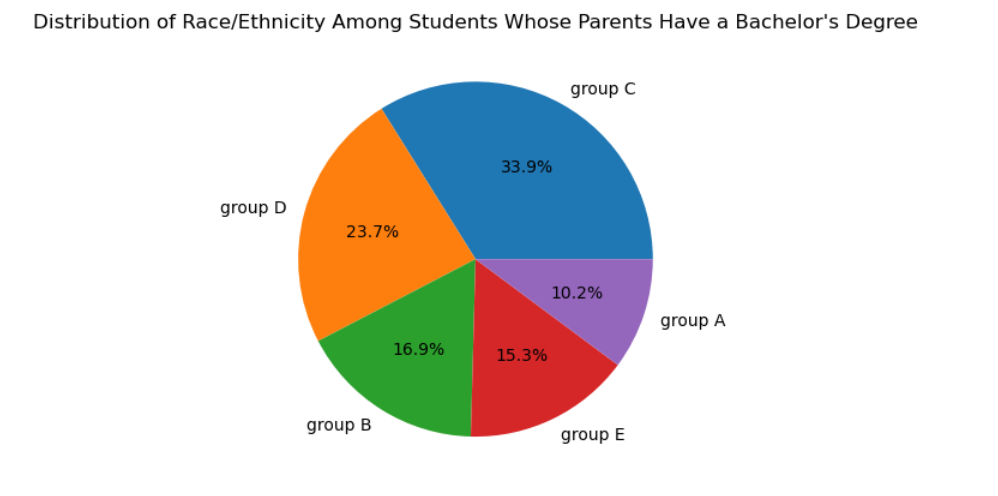 Distribution of Race/Ethnicity Among Students Whose Parents Have a Bachelor's Degree
group C
33.9%
group D
23.7%
10.2%
group A
16.9%
15.3%
group B
group E